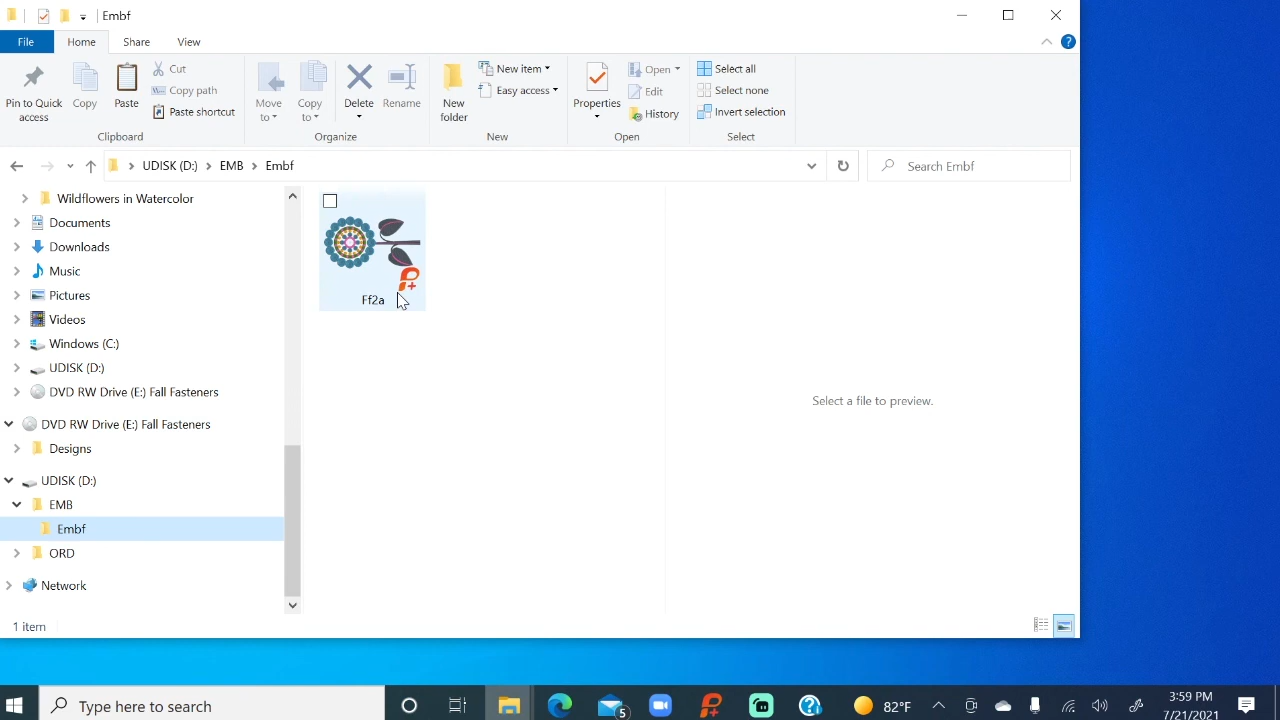 Embf
File Home Share View
Pin to Quick access
Copy
Paste
Cut
Copy path
Paste shortcut
Move to
Copy to
Delete
Rename
New folder
New item
Easy access
Properties
Open
Edit
History
Select all
Select none
Invert selection
Clipboard Organize New Open Select
UDISK (D:) EMB Embf
Search Embf
Wildflowers in Watercolor
Documents
Downloads
Music
Pictures
Videos
Windows (C:)
UDISK (D:)
DVD RW Drive (E:) Fall Fasteners
DVD RW Drive (E:) Fall Fasteners
Designs
UDISK (D:)
EMB
Embf
ORD
Network
Ff2a
Select a file to preview.
1 item
Type here to search
5
82°F
3:59 PM
7/21/2021